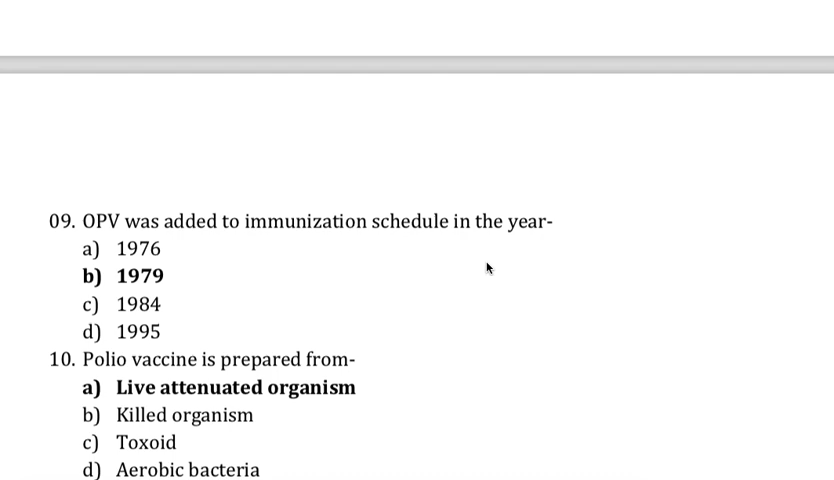 09. OPV was added to immunization schedule in the year-
a) 1976
b) 1979
c) 1984
d) 1995
10. Polio vaccine is prepared from-
a) Live attenuated organism
b) Killed organism
c) Toxoid
d) Aerobic bacteria